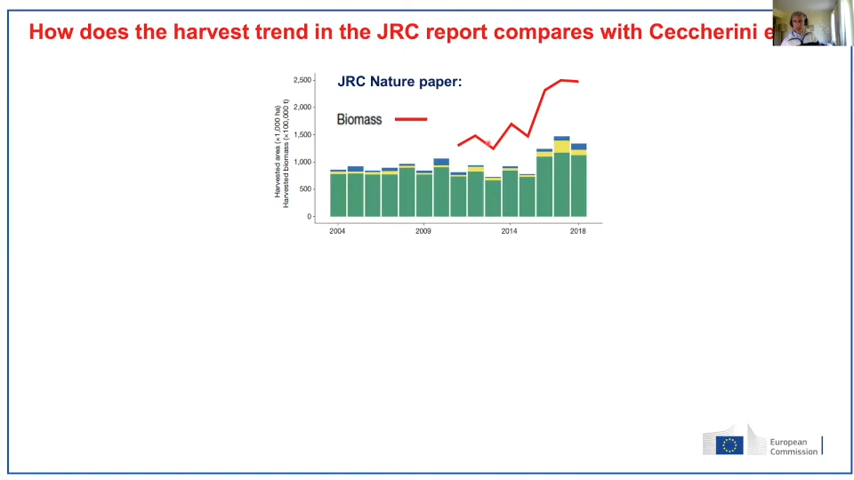 How does the harvest trend in the JRC report compares with Ceccherini e
JRC Nature paper:
Biomass
Harvested area (×1,000 ha)
Harvested biomass (×100,000 t)
2,500
2,000
1,500
1,000
500
0
2004
2009
2014
2018
European
Commission